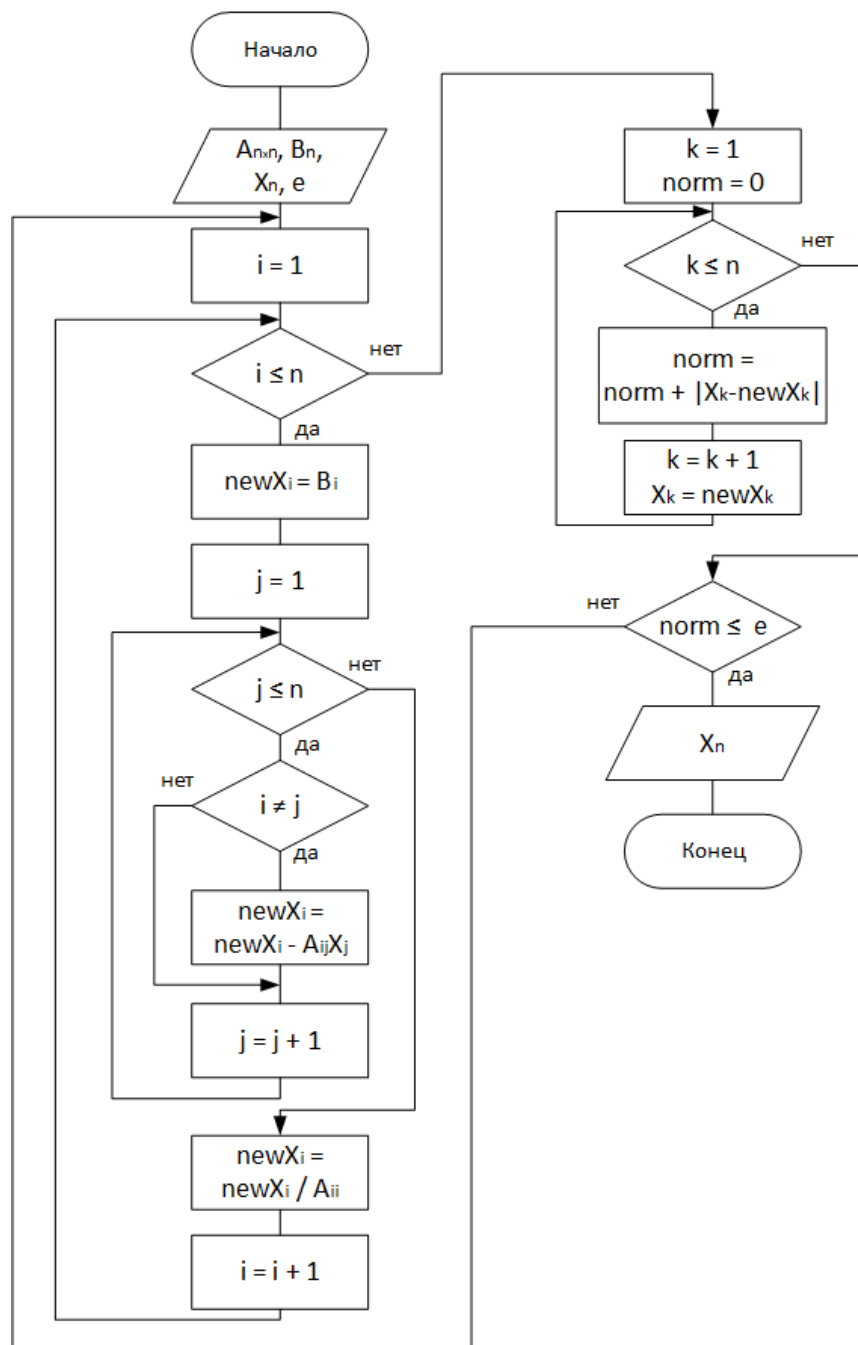 Начало
Aₙₓₙ, Bₙ,
Xₙ, e
i = 1
i ≤ n
нет
да
newXᵢ = Bᵢ
j = 1
j ≤ n
нет
да
i ≠ j
нет
да
newXᵢ =
newXᵢ - AᵢⱼXⱼ
j = j + 1
newXᵢ =
newXᵢ / Aᵢᵢ
i = i + 1
k = 1
norm = 0
k ≤ n
нет
да
norm =
norm + |Xₖ-newXₖ|
k = k + 1
Xₖ = newXₖ
norm ≤ e
нет
да
Xₙ
Конец